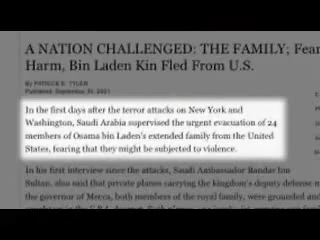 A NATION CHALLENGED: THE FAMILY; Fear
Harm, Bin Laden Kin Fled From U.S.
By PATRICK E. TYLER
Published: September 30, 2001
In the first days after the terror attacks on New York and
Washington, Saudi Arabia supervised the urgent evacuation of 24
members of Osama bin Laden's extended family from the United
States, fearing that they might be subjected to violence.
In his first interview since the attacks, Saudi Ambassador Bandar bin
Sultan, also said that private planes carrying the kingdom's deputy defense m
the governor of Mecca, both members of the royal family, were grounded and